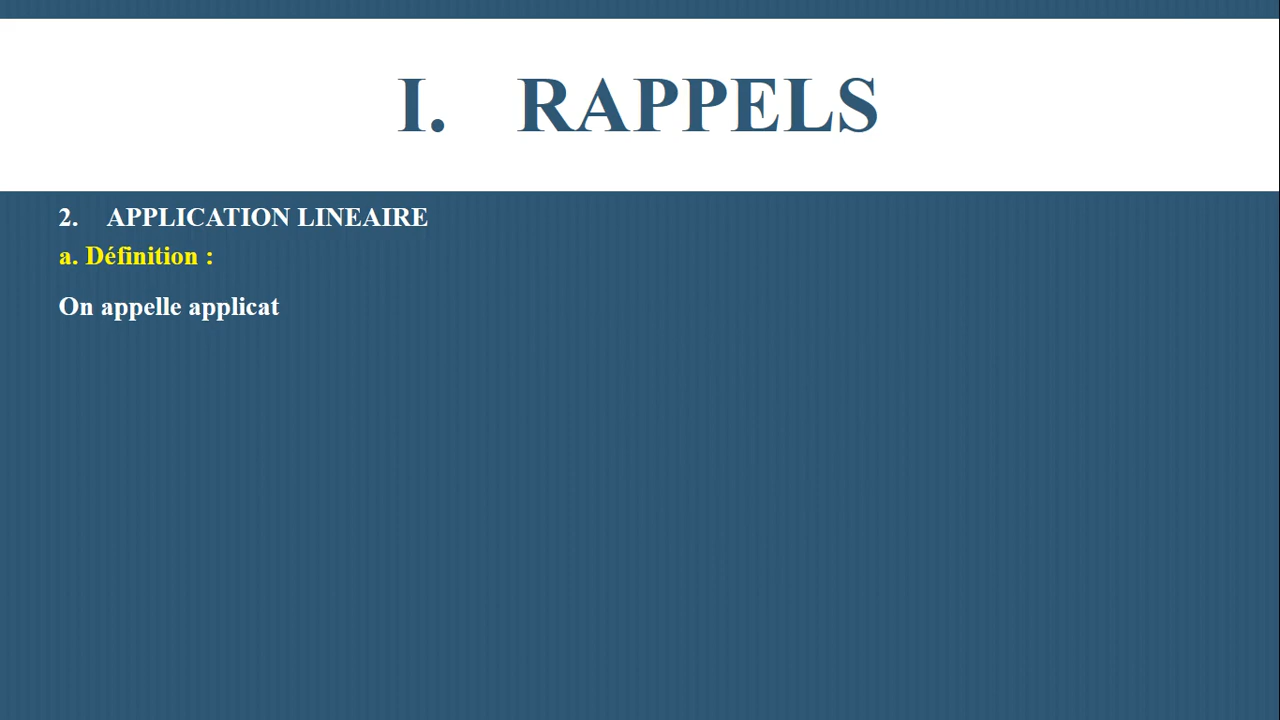 I. RAPPELS
2. APPLICATION LINEAIRE
a. Définition :
On appelle applicat